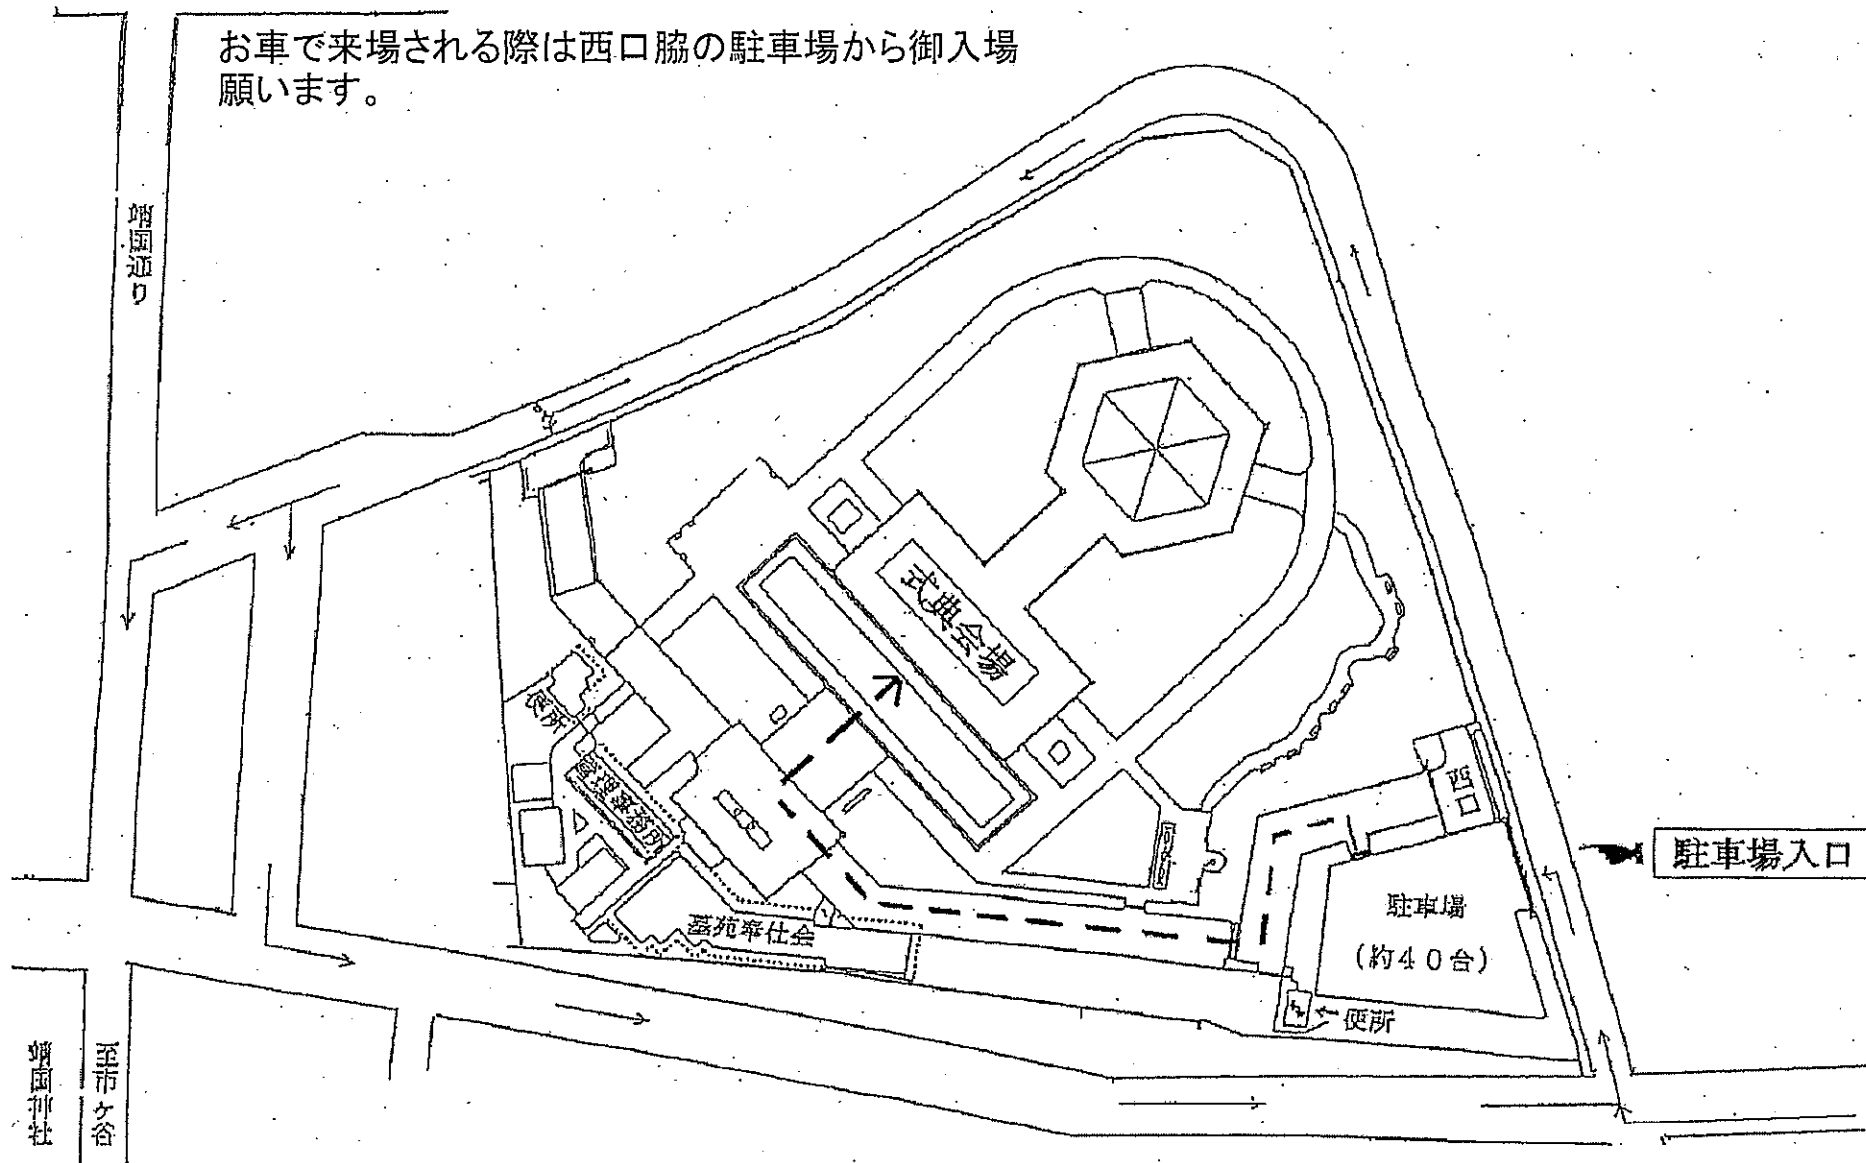 お車で来場される際は西口脇の駐車場から御入場
願います。
靖国通り
式典会場
便所
管理事務所
西口
駐車場入口
駐車場
(約40台)
墓苑奉仕会
便所
靖国神社
至市ケ谷